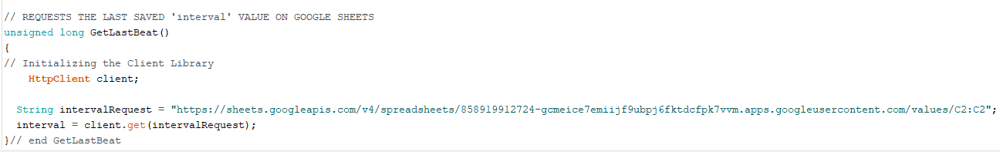 // REQUESTS THE LAST SAVED 'interval' VALUE ON GOOGLE SHEETS
unsigned long GetLastBeat()
{
// Initializing the Client Library
    HttpClient client;
  String intervalRequest = "https://sheets.googleapis.com/v4/spreadsheets/858919912724-gcmeice7emiijf9ubpj6fktdcfpk7vvm.apps.googleusercontent.com/values/C2:C2";
  interval = client.get(intervalRequest);
}// end GetLastBeat